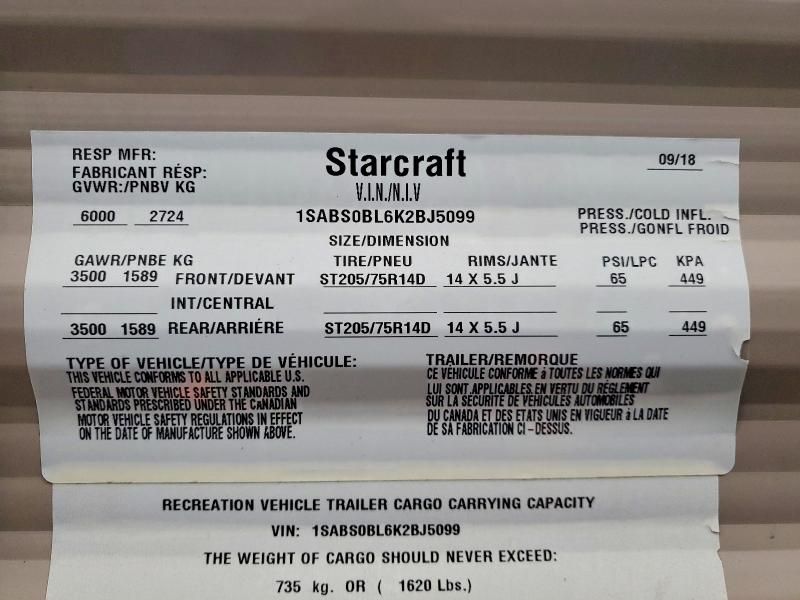 RESP MFR:
FABRICANT RÉSP:
GVWR:/PNBV KG
Starcraft
09/18
V.I.N./N.I.V
6000 2724
1SABS0BL6K2BJ5099
PRESS./COLD INFL.
PRESS./GONFL FROID
SIZE/DIMENSION
GAWR/PNBE KG TIRE/PNEU RIMS/JANTE PSI/LPC KPA
3500 1589 FRONT/DEVANT ST205/75R14D 14 X 5.5 J 65 449
INT/CENTRAL
3500 1589 REAR/ARRIÉRE ST205/75R14D 14 X 5.5 J 65 449
TYPE OF VEHICLE/TYPE DE VÉHICULE:
THIS VEHICLE CONFORMS TO ALL APPLICABLE U.S.
FEDERAL MOTOR VEHICLE SAFETY STANDARDS AND
STANDARDS PRESCRIBED UNDER THE CANADIAN
MOTOR VEHICLE SAFETY REGULATIONS IN EFFECT
ON THE DATE OF MANUFACTURE SHOWN ABOVE.
TRAILER/REMORQUE
CE VÉHICULE CONFORME à TOUTES LES NORMES QUI
LUI SONT APPLICABLES EN VERTU DU RÉGLEMENT
SUR LA SÉCURITÉ DE VÉHICULES AUTOMOBILES
DU CANADA ET DES ETATS UNIS EN VIGUEUR à LA DATE
DE SA FABRICATION CI-DESSUS.
RECREATION VEHICLE TRAILER CARGO CARRYING CAPACITY
VIN: 1SABS0BL6K2BJ5099
THE WEIGHT OF CARGO SHOULD NEVER EXCEED:
735 kg. OR ( 1620 Lbs.)